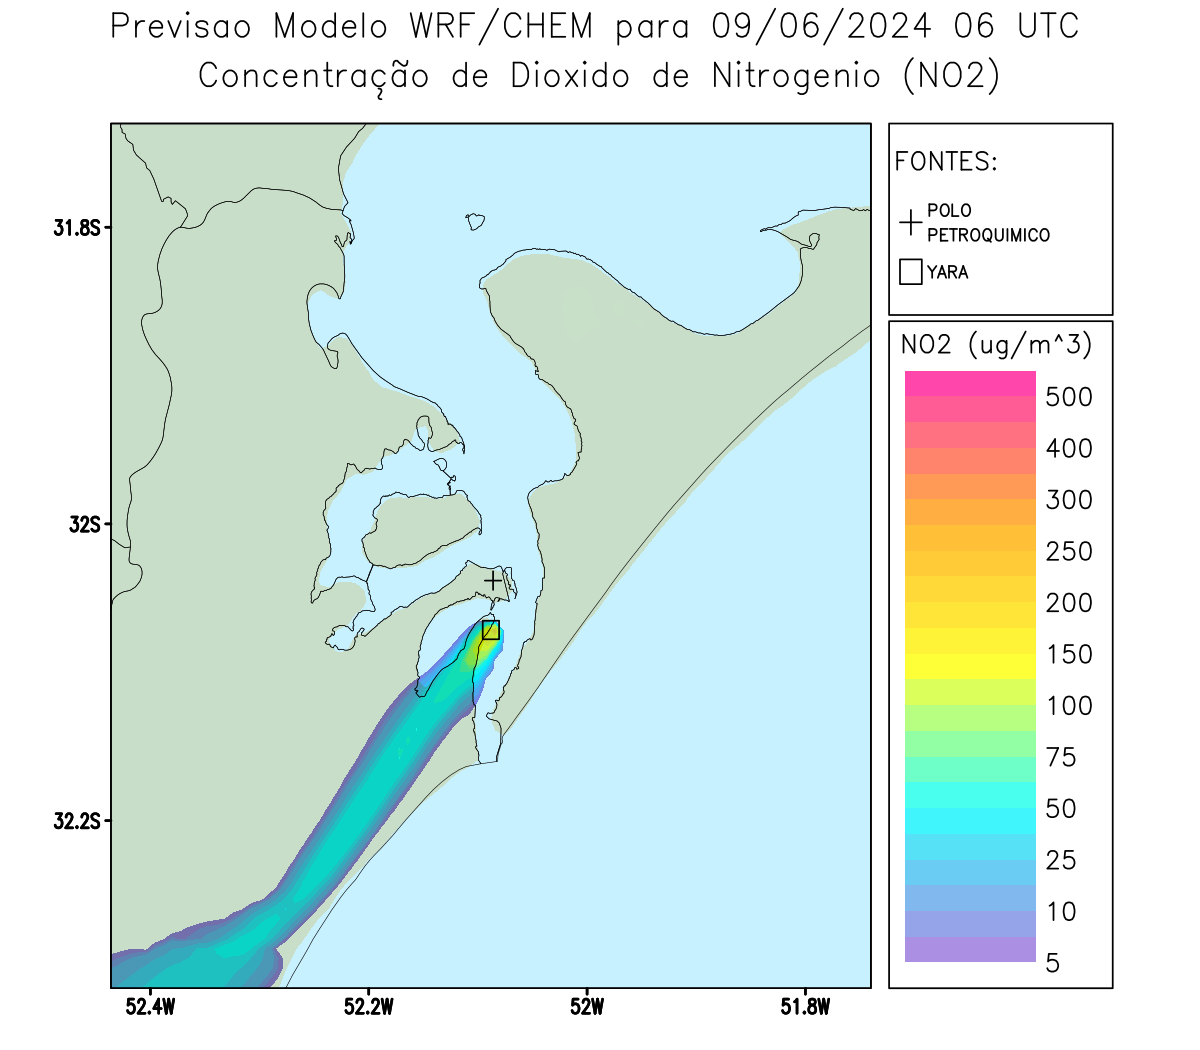 Previsao Modelo WRF/CHEM para 09/06/2024 06 UTC
Concentração de Dioxido de Nitrogenio (NO2)
31.8S
32S
32.2S
52.4W
52.2W
52W
51.8W
FONTES:
POLO
PETROQUIMICO
YARA
NO2 (ug/m^3)
500
400
300
250
200
150
100
75
50
25
10
5